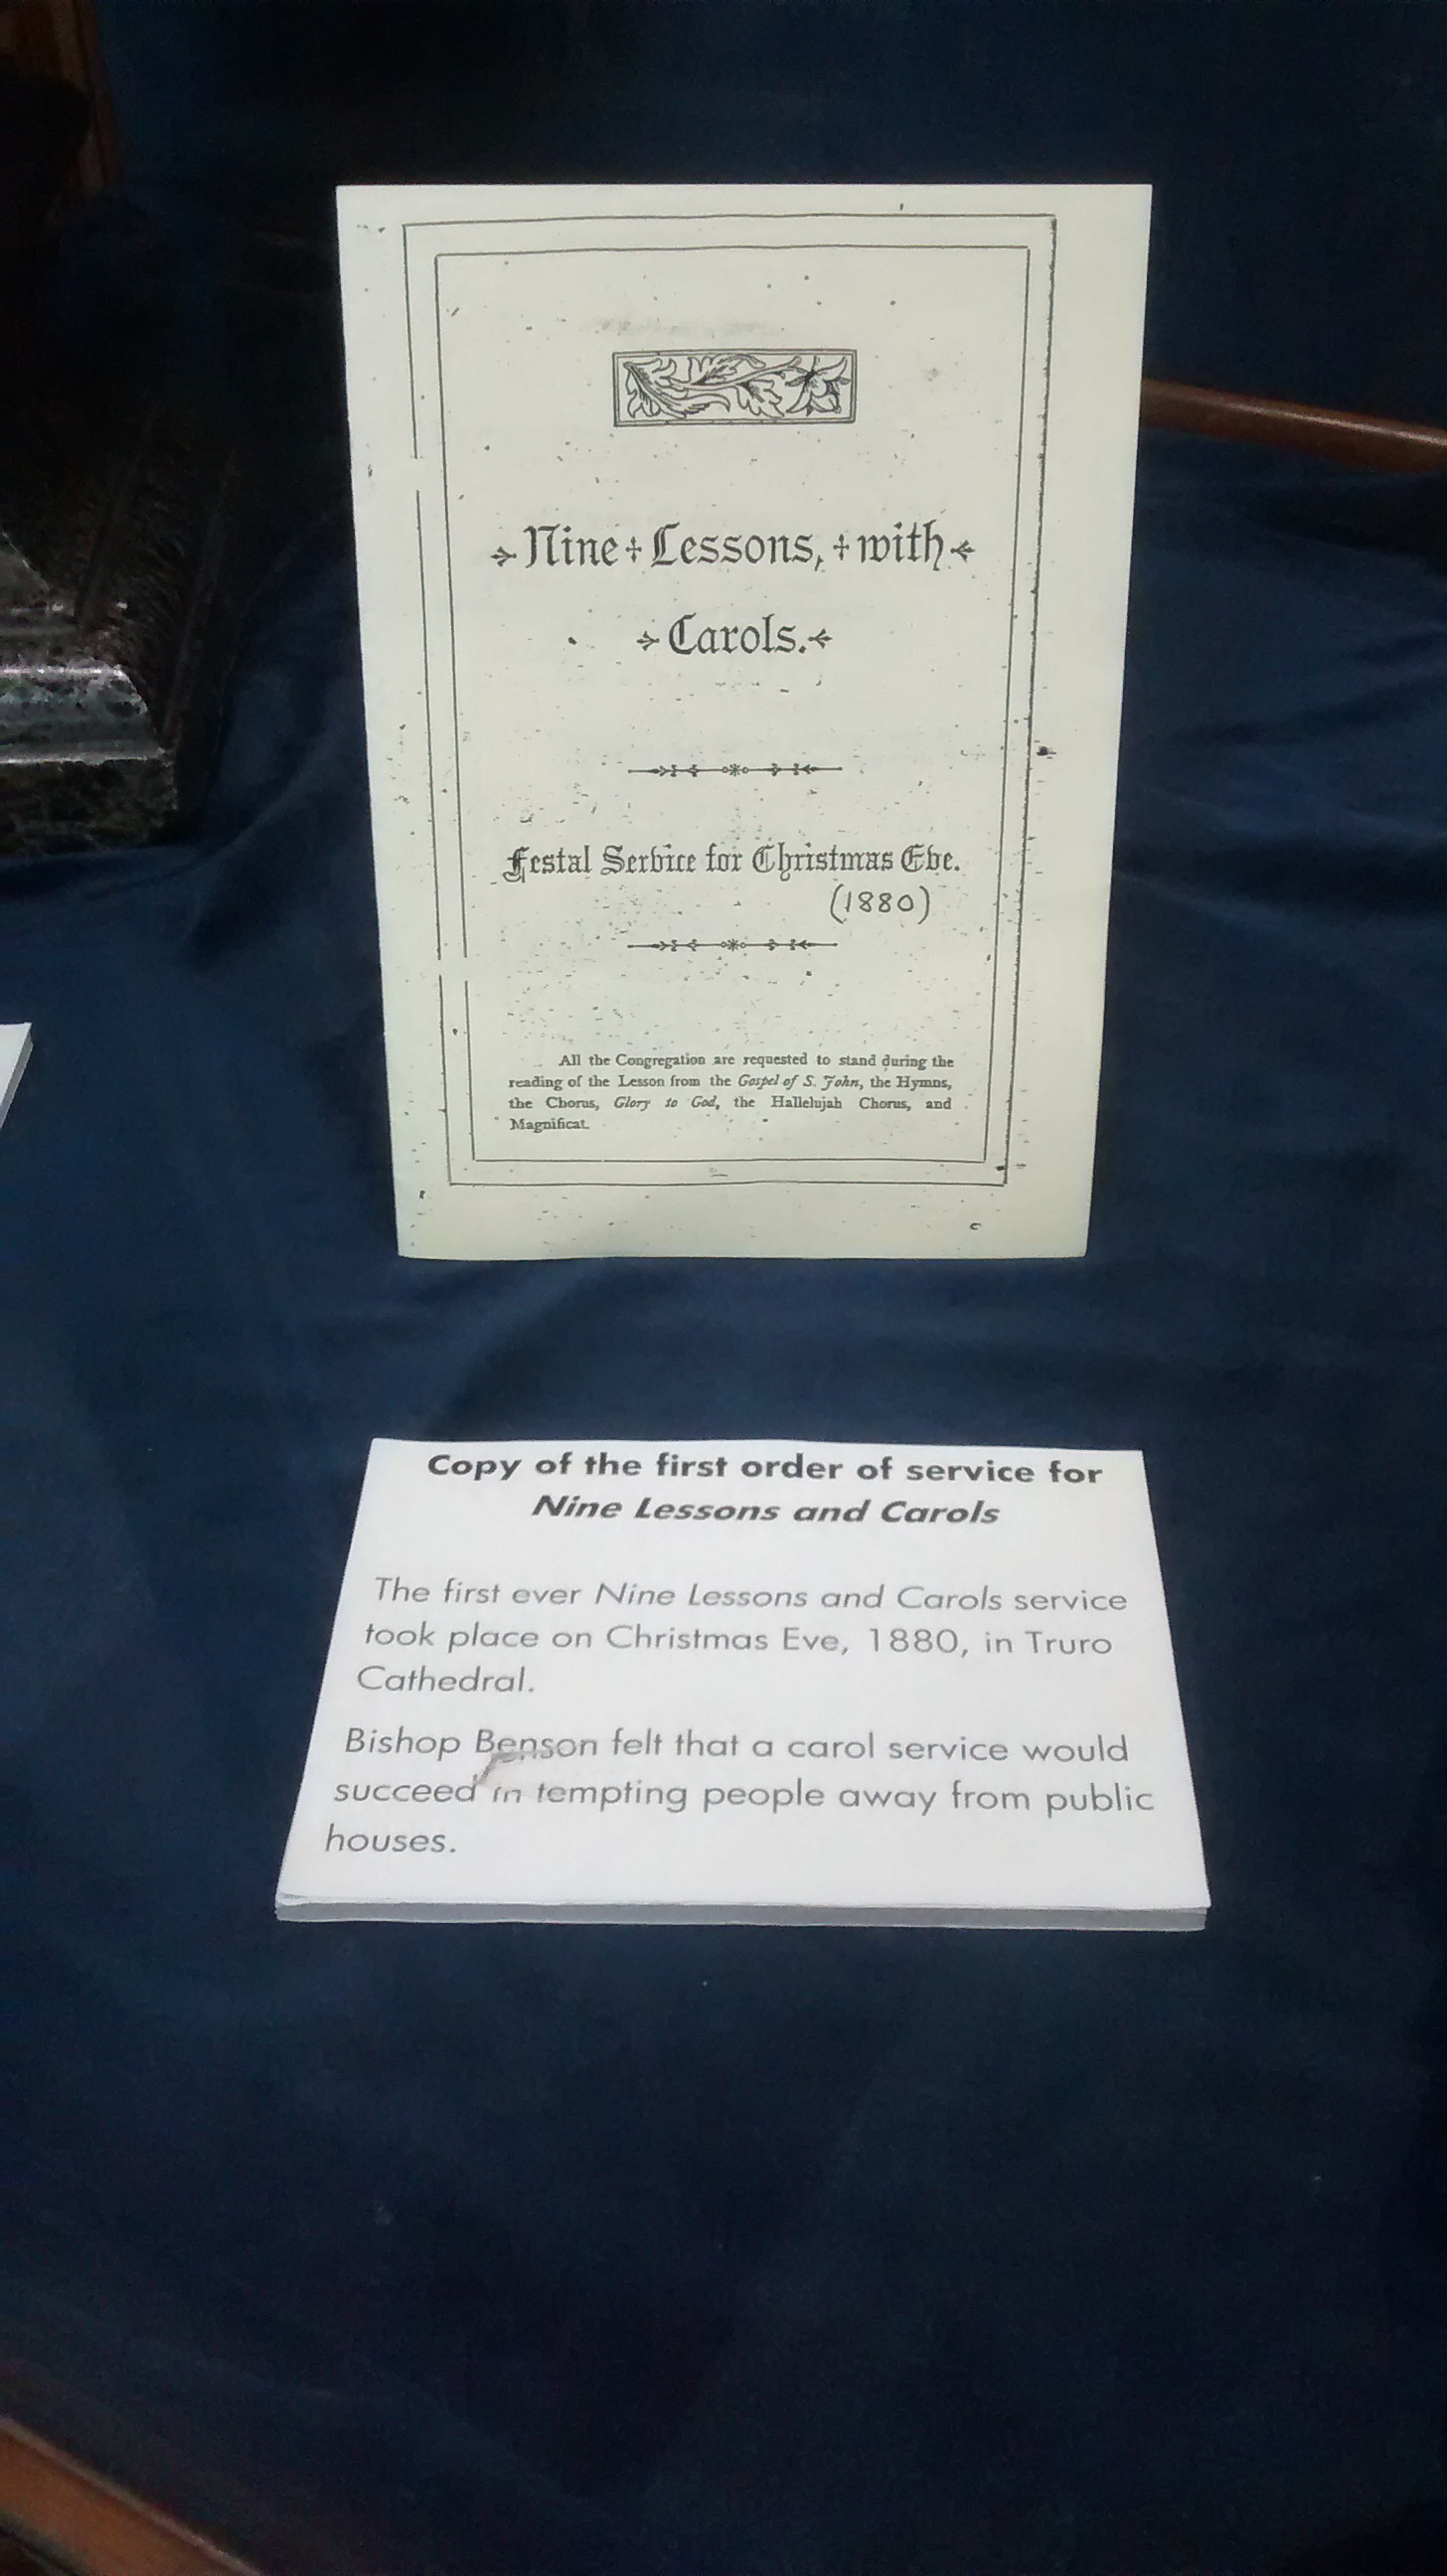 Nine + Lessons, + with
Carols.
Festal Service for Christmas Eve.
(1880)
All the Congregation are requested to stand during the
reading of the Lesson from the Gospel of S. John, the Hymns,
the Chorus, Glory to God, the Hallelujah Chorus, and
Magnificat.
Copy of the first order of service for
Nine Lessons and Carols
The first ever Nine Lessons and Carols service
took place on Christmas Eve, 1880, in Truro
Cathedral.
Bishop Benson felt that a carol service would
succeed in tempting people away from public
houses.